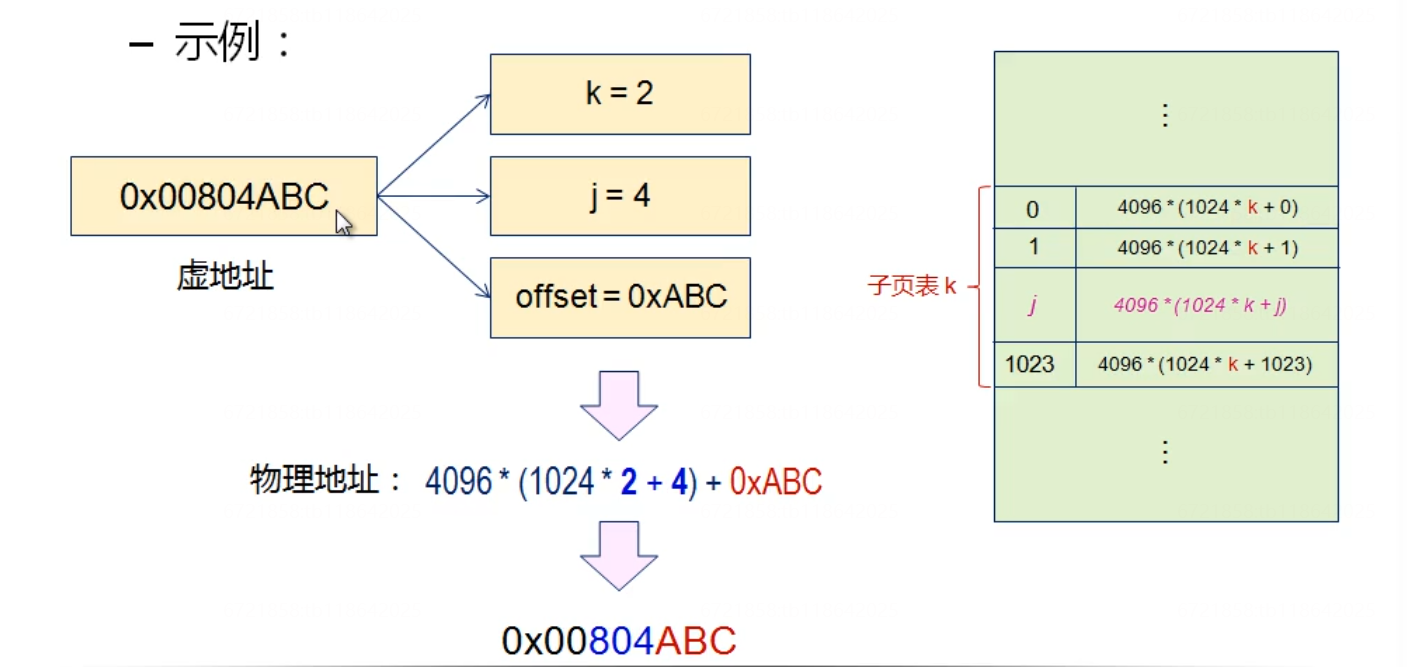 – 示例：
k = 2
0x00804ABC
j = 4
虚地址
offset = 0xABC
物理地址： 4096 * (1024 * 2 + 4) + 0xABC
0x00804ABC
⋮
子页表 k
0 4096 * (1024 * k + 0)
1 4096 * (1024 * k + 1)
j 4096 * (1024 * k + j)
1023 4096 * (1024 * k + 1023)
⋮